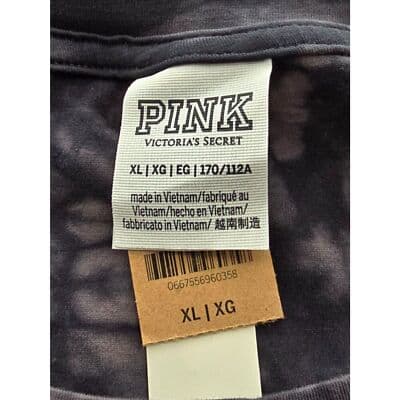 PINK
VICTORIA'S SECRET
XL | XG | EG | 170/112A
made in Vietnam/fabriqué au
Vietnam/hecho en Vietnam/
fabbricato in Vietnam/ 越南制造
0667556960358
XL | XG